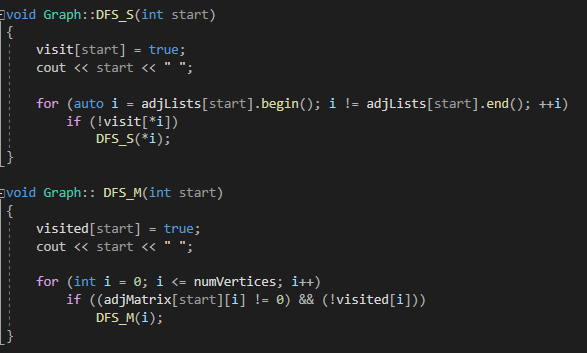 void Graph::DFS_S(int start)
{
    visit[start] = true;
    cout << start << " ";
    for (auto i = adjLists[start].begin(); i != adjLists[start].end(); ++i)
        if (!visit[*i])
            DFS_S(*i);
}
void Graph:: DFS_M(int start)
{
    visited[start] = true;
    cout << start << " ";
    for (int i = 0; i <= numVertices; i++)
        if ((adjMatrix[start][i] != 0) && (!visited[i]))
            DFS_M(i);
}